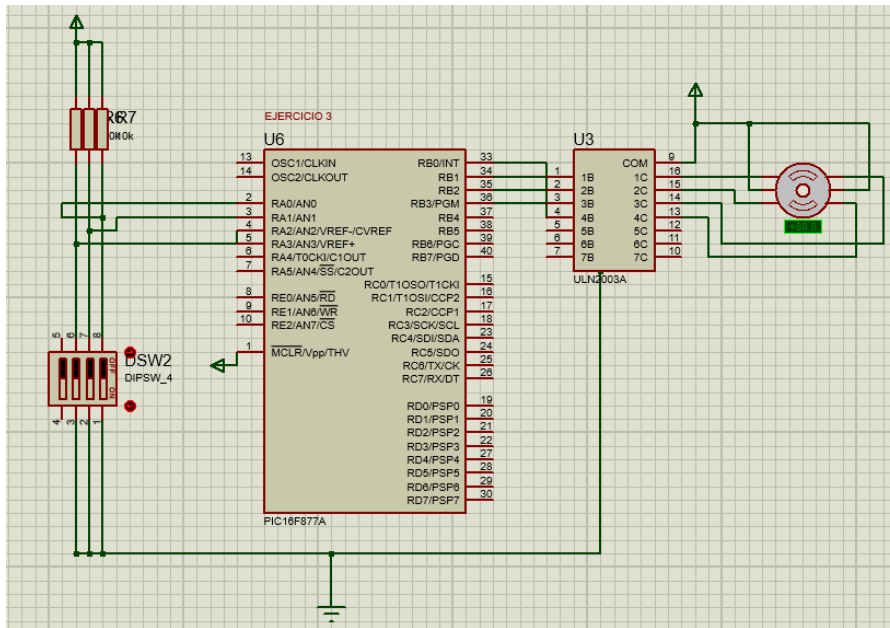 R7
EJERCICIO 3
U6
13 OSC1/CLKIN
14 OSC2/CLKOUT
2 RA0/AN0
3 RA1/AN1
4 RA2/AN2/VREF-/CVREF
5 RA3/AN3/VREF+
6 RA4/T0CKI/C1OUT
7 RA5/AN4/SS/C2OUT
8 RE0/AN5/RD
9 RE1/AN6/WR
10 RE2/AN7/CS
1 MCLR/Vpp/THV
RB0/INT 33
RB1 34
RB2 35
RB3/PGM 36
RB4 37
RB5 38
RB6/PGC 39
RB7/PGD 40
RC0/T1OSO/T1CKI 15
RC1/T1OSI/CCP2 16
RC2/CCP1 17
RC3/SCK/SCL 18
RC4/SDI/SDA 23
RC5/SDO 24
RC6/TX/CK 25
RC7/RX/DT 26
RD0/PSP0 19
RD1/PSP1 20
RD2/PSP2 21
RD3/PSP3 22
RD4/PSP4 27
RD5/PSP5 28
RD6/PSP6 29
RD7/PSP7 30
PIC16F877A
U3
COM 9
1 1B 1C 16
2 2B 2C 15
3 3B 3C 14
4 4B 4C 13
5 5B 5C 12
6 6B 6C 11
7 7B 7C 10
ULN2003A
5 6 7 8
OFF
ON
DSW2
DIPSW_4
4 3 2 1